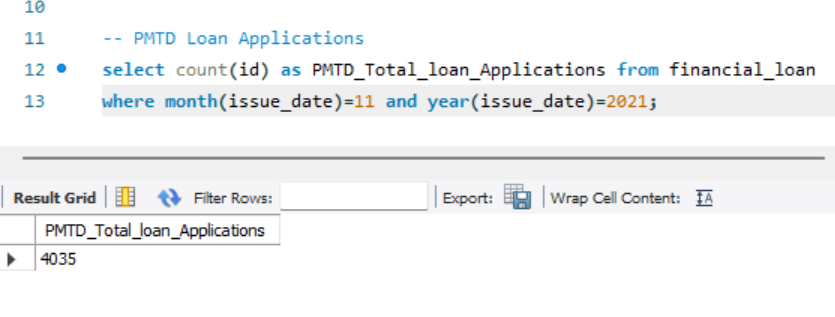 10
11 -- PMTD Loan Applications
12 select count(id) as PMTD_Total_loan_Applications from financial_loan
13 where month(issue_date)=11 and year(issue_date)=2021;
Result Grid Filter Rows: Export: Wrap Cell Content: IA
PMTD_Total_loan_Applications
4035